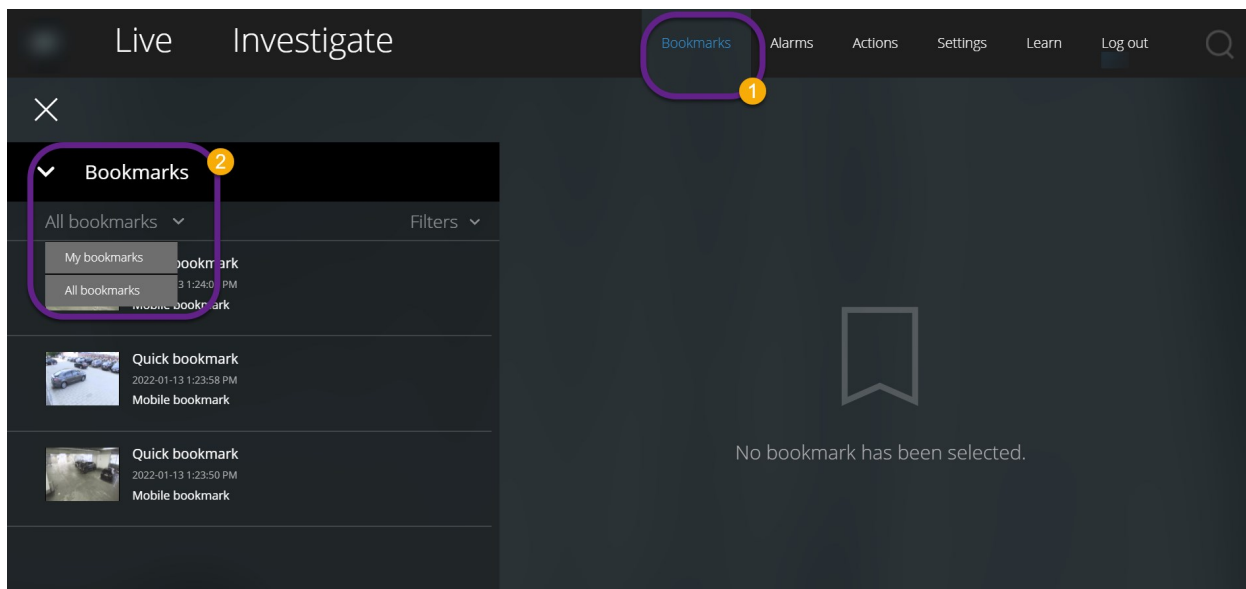 Live Investigate Bookmarks Alarms Actions Settings Learn Log out
1
Bookmarks 2
All bookmarks Filters
My bookmarks
All bookmarks
PM
Mobile bookmark
Quick bookmark
2022-01-13 1:23:58 PM
Mobile bookmark
Quick bookmark
2022-01-13 1:23:50 PM
Mobile bookmark
No bookmark has been selected.